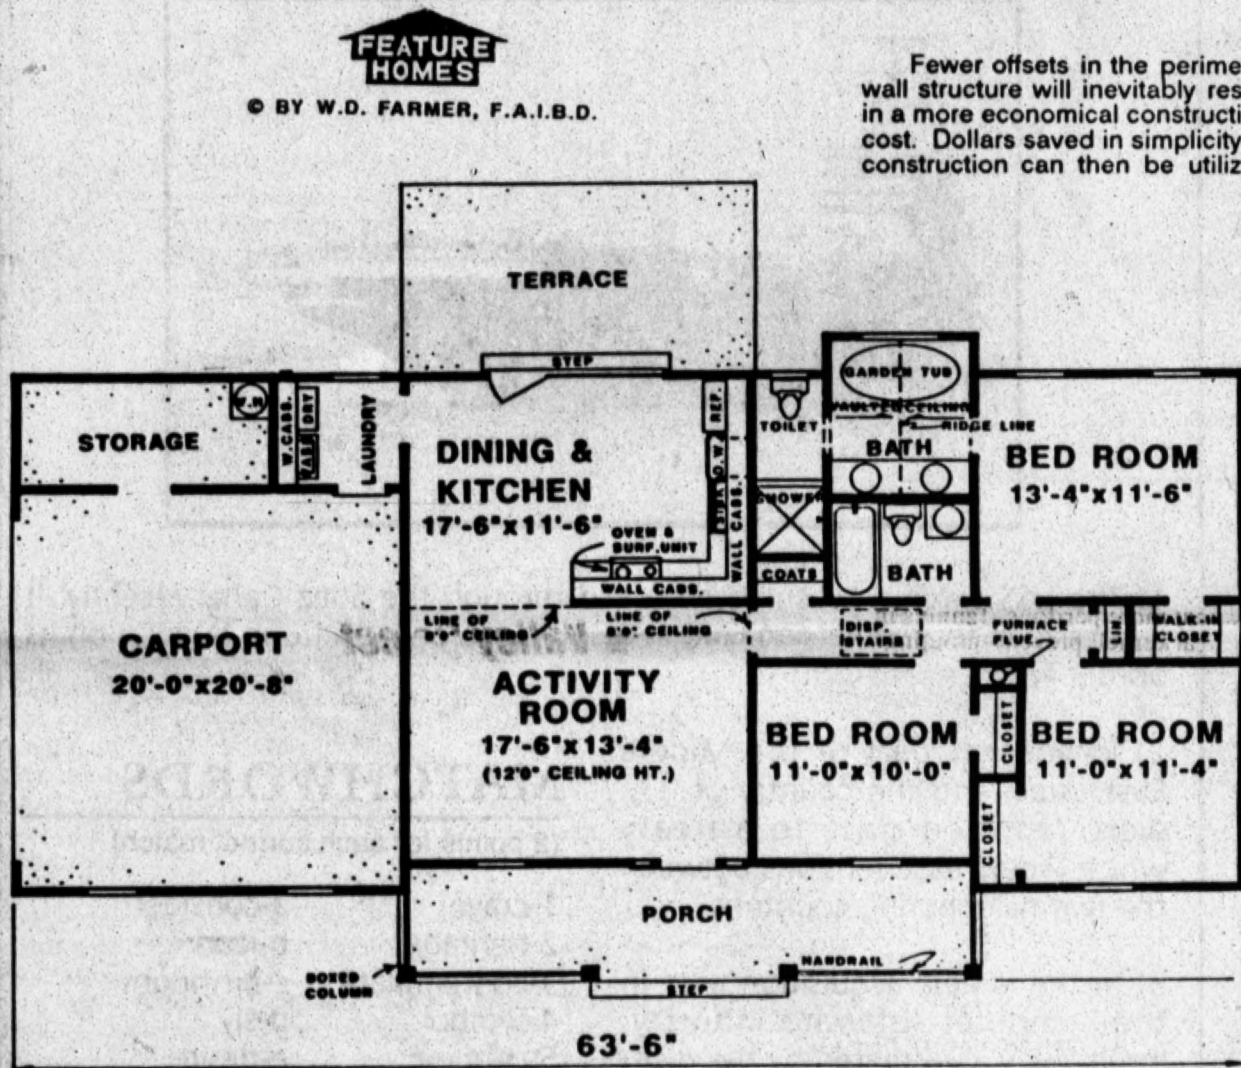 FEATURE
HOMES
© BY W.D. FARMER, F.A.I.B.D.
Fewer offsets in the perime
wall structure will inevitably res
in a more economical constructi
cost. Dollars saved in simplicity
construction can then be utiliz
TERRACE
STEP
GARDEN TUB
VAULTED CEILING
RIDGE LINE
W.H
STORAGE
W.CABS.
DRY
WASH
LAUNDRY
DINING &
KITCHEN
17'-6"x11'-6"
REF.
D.W.
SINK
WALL CABS.
OVEN &
SURF.UNIT
WALL CABS.
TOILET
SHOWER
COATS
BATH
BATH
BED ROOM
13'-4"x11'-6"
LINE OF
8'0" CEILING
LINE OF
8'0" CEILING
DISP.
STAIRS
FURNACE
FLUE
LIN.
WALK-IN
CLOSET
Valley
CARPORT
20'-0"x20'-8"
ACTIVITY
ROOM
17'-6"x13'-4"
(12'0" CEILING HT.)
BED ROOM
11'-0"x10'-0"
CLOSET
CLOSET
BED ROOM
11'-0"x11'-4"
PORCH
BOXED
COLUMN
HANDRAIL
STEP
63'-6"